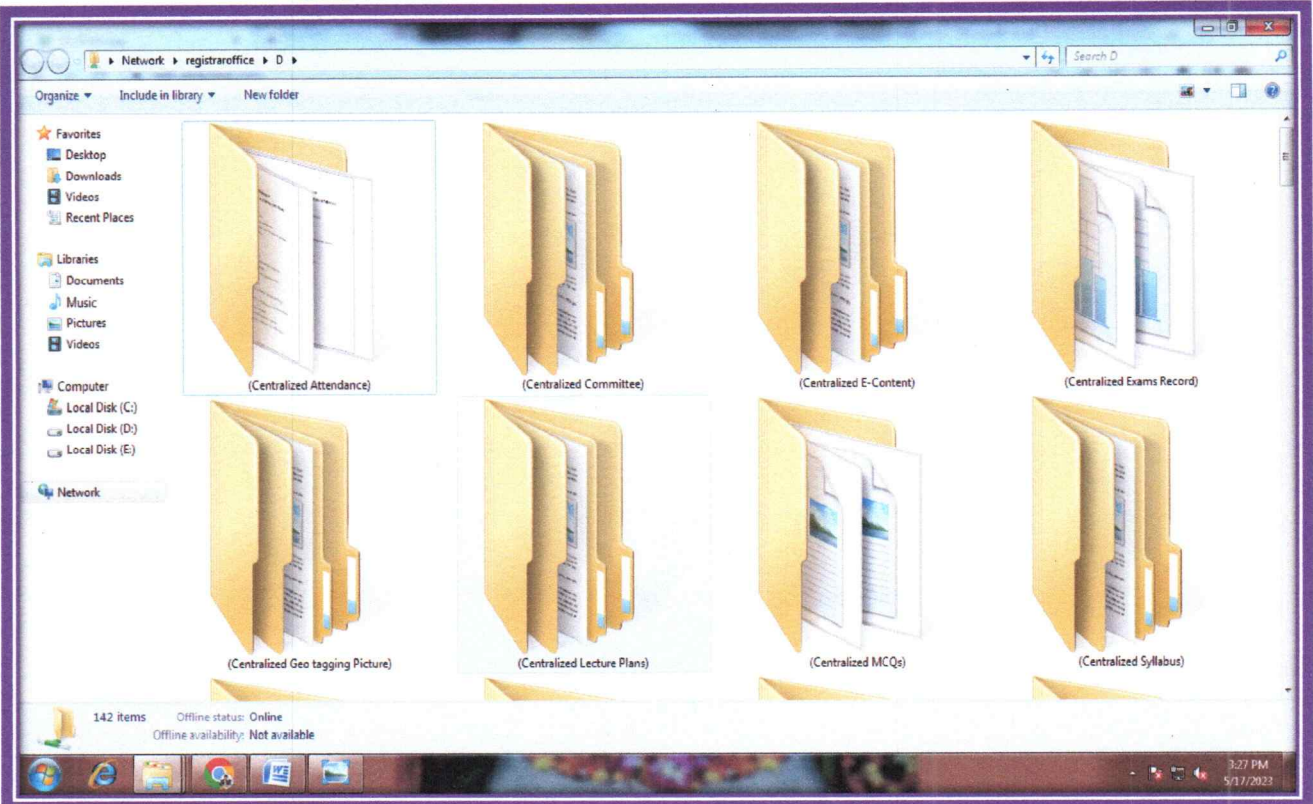 Network ▸ registraroffice ▸ D ▸
Search D
Organize Include in library New folder
Favorites
Desktop
Downloads
Videos
Recent Places
Libraries
Documents
Music
Pictures
Videos
Computer
Local Disk (C:)
Local Disk (D:)
Local Disk (E:)
Network
(Centralized Attendance) (Centralized Committee) (Centralized E-Content) (Centralized Exams Record)
(Centralized Geo tagging Picture) (Centralized Lecture Plans) (Centralized MCQs) (Centralized Syllabus)
142 items Offline status: Online
Offline availability: Not available
3:27 PM
5/17/2023